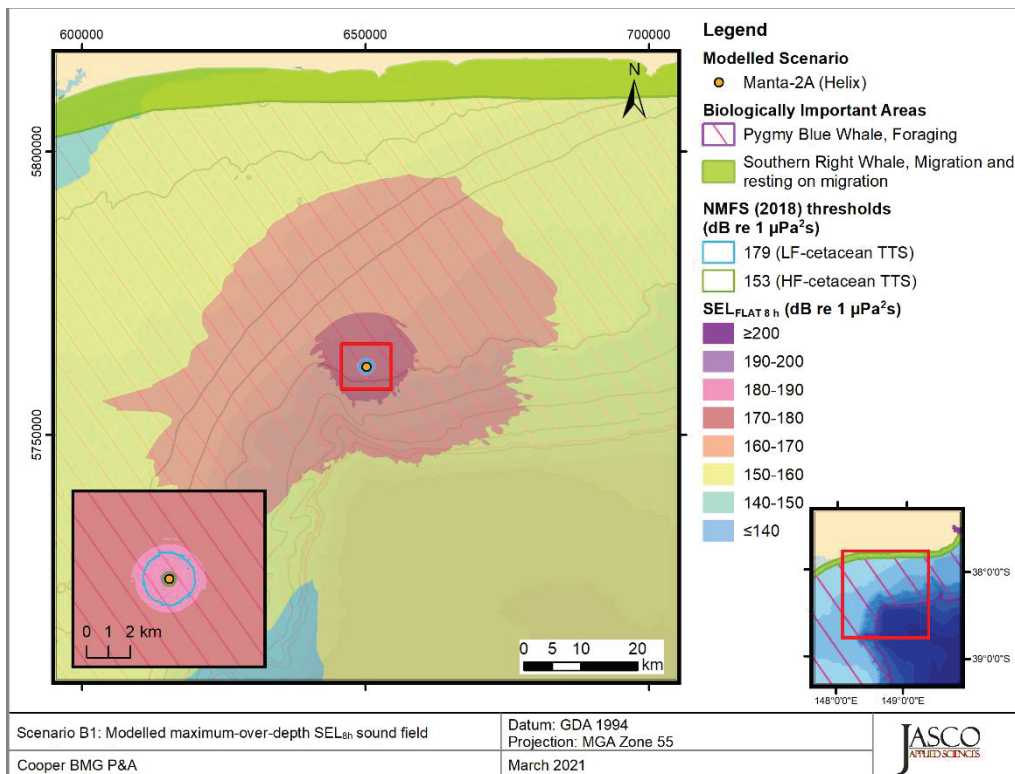 600000 650000 700000
5800000
5750000
N
0 1 2 km
0 5 10 20
km
Legend
Modelled Scenario
Manta-2A (Helix)
Biologically Important Areas
Pygmy Blue Whale, Foraging
Southern Right Whale, Migration and
resting on migration
NMFS (2018) thresholds
(dB re 1 µPa²s)
179 (LF-cetacean TTS)
153 (HF-cetacean TTS)
SEL_FLAT 8 h (dB re 1 µPa²s)
≥200
190-200
180-190
170-180
160-170
150-160
140-150
≤140
38°0'0"S
39°0'0"S
148°0'0"E 149°0'0"E
Scenario B1: Modelled maximum-over-depth SEL8h sound field
Cooper BMG P&A
Datum: GDA 1994
Projection: MGA Zone 55
March 2021
JASCO
APPLIED SCIENCES